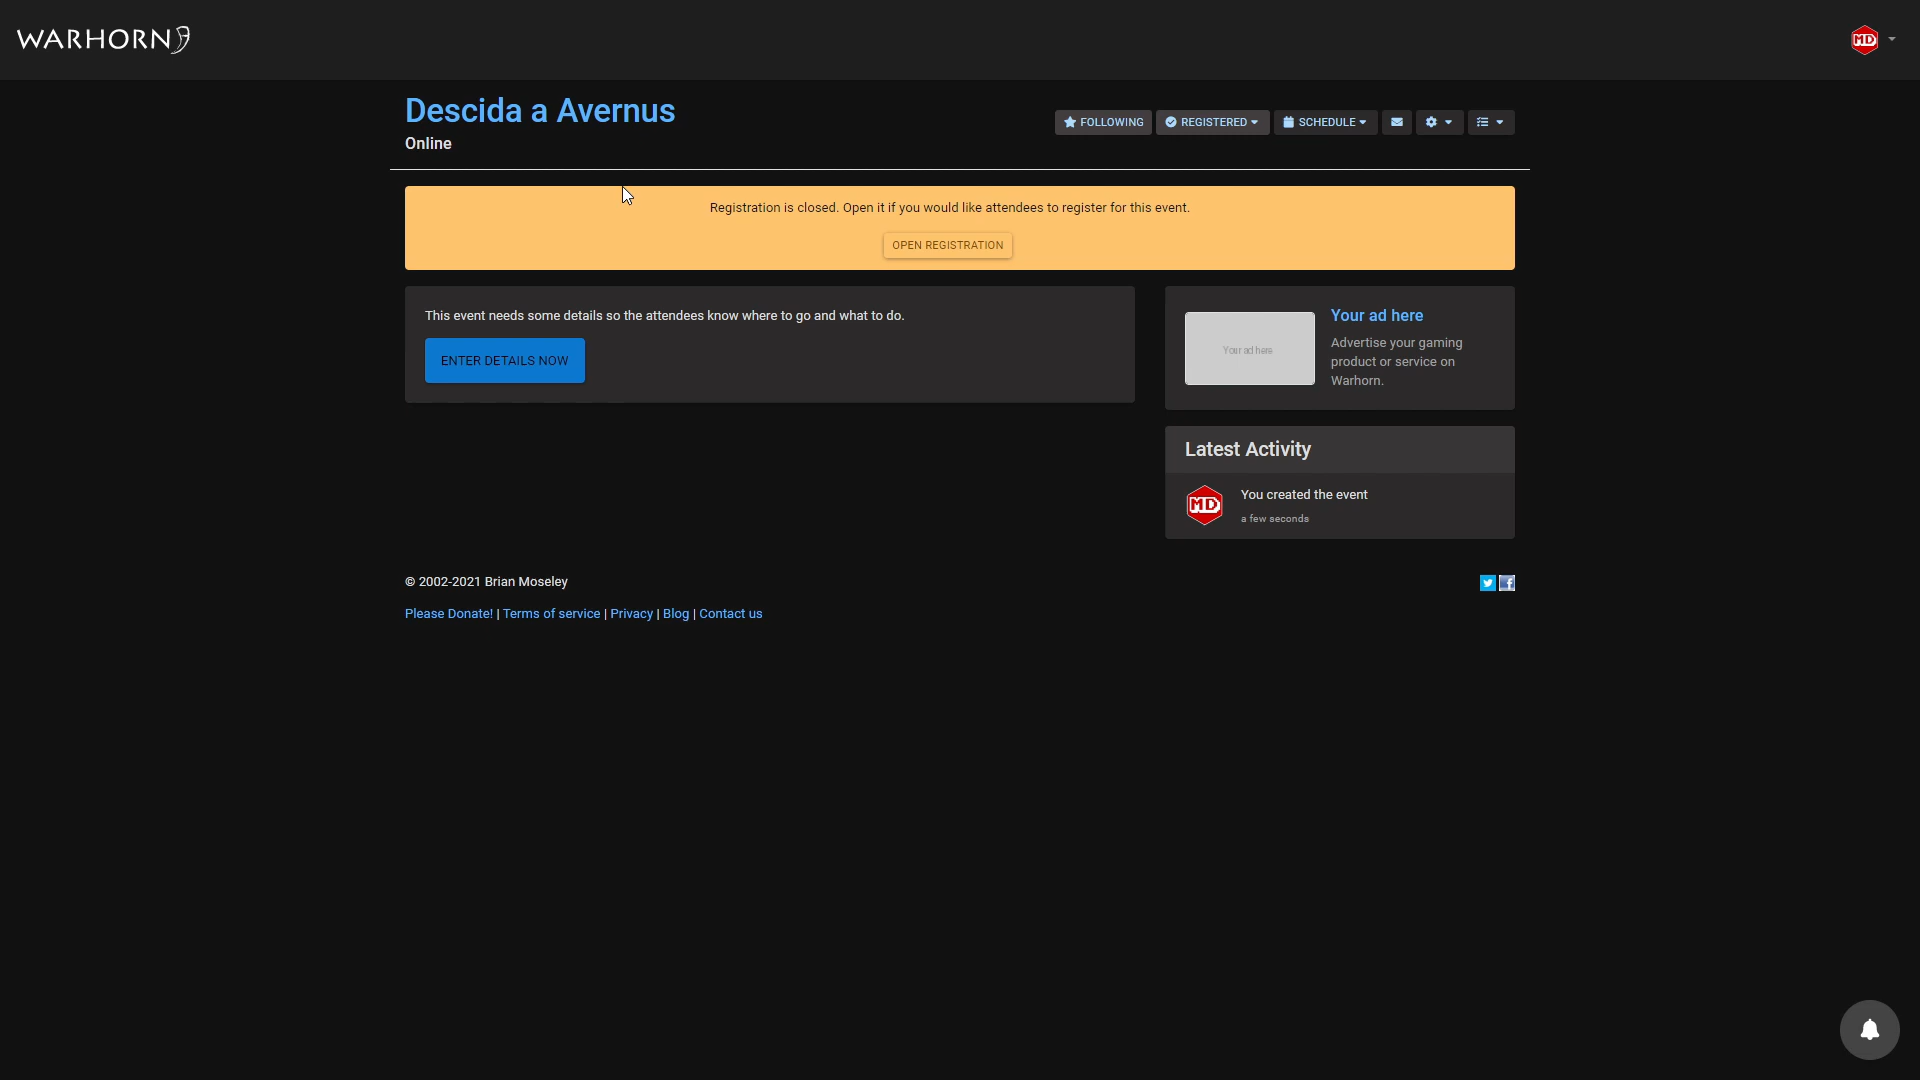 WARHORN
MD
Descida a Avernus
Online
FOLLOWING
REGISTERED
SCHEDULE
Registration is closed. Open it if you would like attendees to register for this event.
OPEN REGISTRATION
This event needs some details so the attendees know where to go and what to do.
ENTER DETAILS NOW
Your ad here
Your ad here
Advertise your gaming
product or service on
Warhorn.
Latest Activity
MD
You created the event
a few seconds
© 2002-2021 Brian Moseley
Please Donate! | Terms of service | Privacy | Blog | Contact us